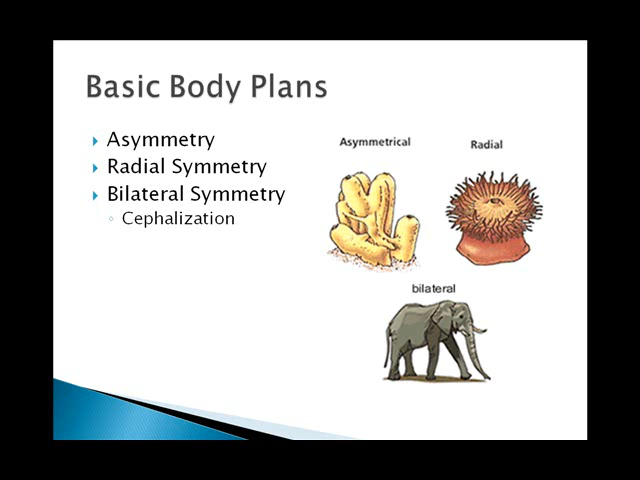 Basic Body Plans
Asymmetry
Radial Symmetry
Bilateral Symmetry
Cephalization
Asymmetrical
Radial
bilateral